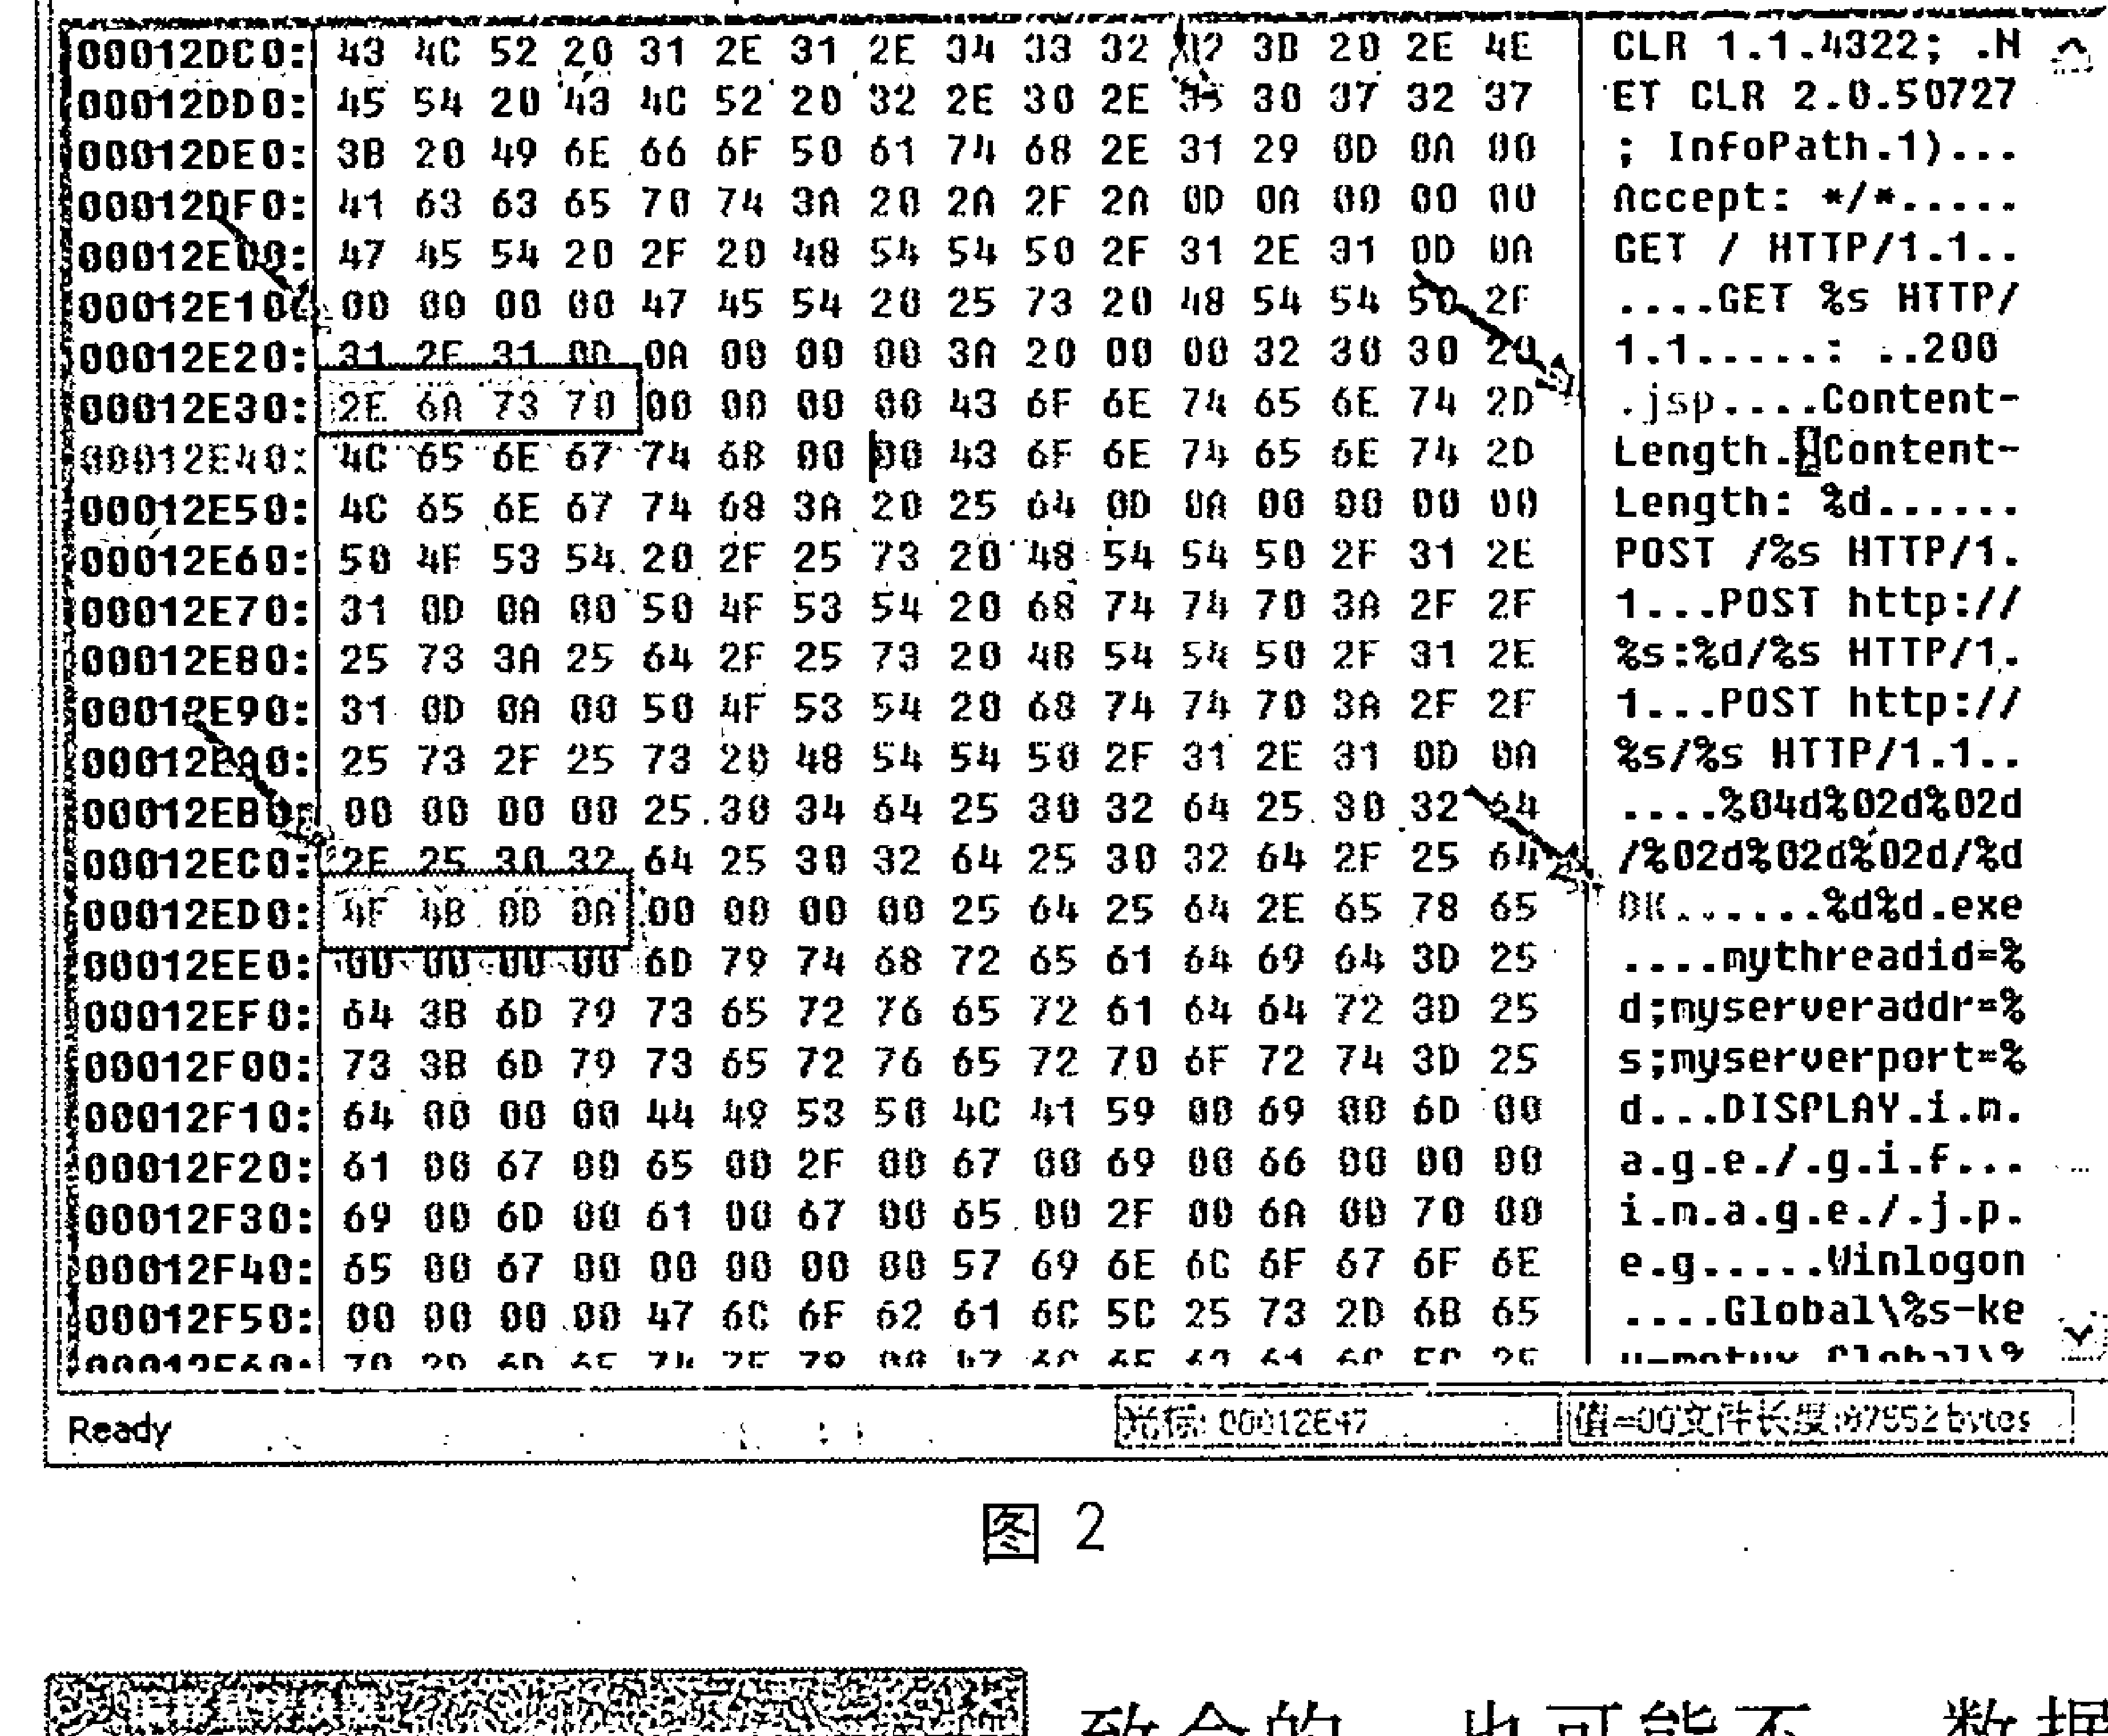 00012DC0: 43 4C 52 20 31 2E 31 2E 34 33 32 32 3B 20 2E 4E CLR 1.1.4322; .N
00012DD0: 45 54 20 43 4C 52 20 32 2E 30 2E 35 30 37 32 37 ET CLR 2.0.50727
00012DE0: 3B 20 49 6E 66 6F 50 61 74 68 2E 31 29 0D 0A 00 ; InfoPath.1)...
00012DF0: 41 63 63 65 70 74 3A 20 2A 2F 2A 0D 0A 00 00 00 Accept: */*.....
00012E00: 47 45 54 20 2F 20 48 54 54 50 2F 31 2E 31 0D 0A GET / HTTP/1.1..
00012E10: 00 00 00 00 47 45 54 20 25 73 20 48 54 54 50 2F ....GET %s HTTP/
00012E20: 31 2E 31 0D 0A 00 00 00 3A 20 00 00 32 30 30 20 1.1.....: ..200
00012E30: 2E 6A 73 70 00 00 00 00 43 6F 6E 74 65 6E 74 2D .jsp....Content-
00012E40: 4C 65 6E 67 74 68 00 00 43 6F 6E 74 65 6E 74 2D Length..Content-
00012E50: 4C 65 6E 67 74 68 3A 20 25 64 0D 0A 00 00 00 00 Length: %d......
00012E60: 50 4F 53 54 20 2F 25 73 20 48 54 54 50 2F 31 2E POST /%s HTTP/1.
00012E70: 31 0D 0A 00 50 4F 53 54 20 68 74 74 70 3A 2F 2F 1...POST http://
00012E80: 25 73 3A 25 64 2F 25 73 20 48 54 54 50 2F 31 2E %s:%d/%s HTTP/1.
00012E90: 31 0D 0A 00 50 4F 53 54 20 68 74 74 70 3A 2F 2F 1...POST http://
00012EA0: 25 73 2F 25 73 20 48 54 54 50 2F 31 2E 31 0D 0A %s/%s HTTP/1.1..
00012EB0: 00 00 00 00 25 30 34 64 25 30 32 64 25 30 32 64 ....%04d%02d%02d
00012EC0: 2F 25 30 32 64 25 30 32 64 25 30 32 64 2F 25 64 /%02d%02d%02d/%d
00012ED0: 4F 4B 0D 0A 00 00 00 00 25 64 25 64 2E 65 78 65 OK......%d%d.exe
00012EE0: 00 00 00 00 6D 79 74 68 72 65 61 64 69 64 3D 25 ....mythreadid=%
00012EF0: 64 3B 6D 79 73 65 72 76 65 72 61 64 64 72 3D 25 d;myserveraddr=%
00012F00: 73 3B 6D 79 73 65 72 76 65 72 70 6F 72 74 3D 25 s;myserverport=%
00012F10: 64 00 00 00 44 49 53 50 4C 41 59 00 69 00 6D 00 d...DISPLAY.i.m.
00012F20: 61 00 67 00 65 00 2F 00 67 00 69 00 66 00 00 00 a.g.e./.g.i.f...
00012F30: 69 00 6D 00 61 00 67 00 65 00 2F 00 6A 00 70 00 i.m.a.g.e./.j.p.
00012F40: 65 00 67 00 00 00 00 00 57 69 6E 6C 6F 67 6F 6E e.g.....Winlogon
00012F50: 00 00 00 00 47 6C 6F 62 61 6C 5C 25 73 2D 6B 65 ....Global\%s-ke
Ready 光标: 00012E47 值=00文件长度:97552bytes
图 2